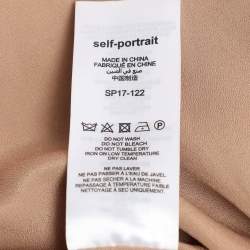 self-portrait
MADE IN CHINA
FABRIQUÉ EN CHINE
صنع في الصين
中国制造
SP17-122
DO NOT WASH
DO NOT BLEACH
DO NOT TUMBLE DRY
IRON ON LOW TEMPERATURE
DRY CLEAN
NE PAS LAVER
NE PAS PASSER À L'EAU DE JAVEL
NE PAS SÉCHER A LA MACHINE
REPASSAGE À TEMPÉRATURE FAIBLE
NETTOYAGE À SEC UNIQUEMENT